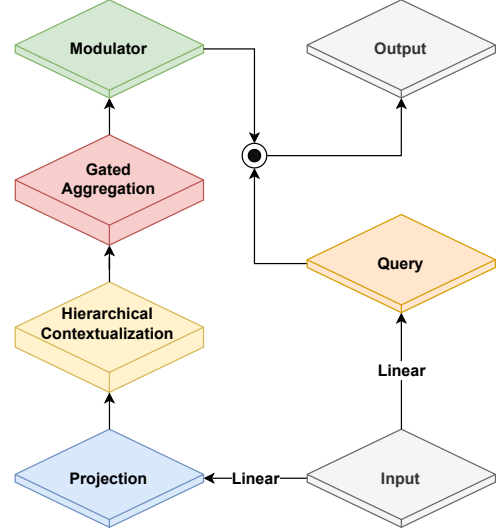 Modulator
Output
Gated
Aggregation
Query
Hierarchical
Contextualization
Linear
Projection
Linear
Input